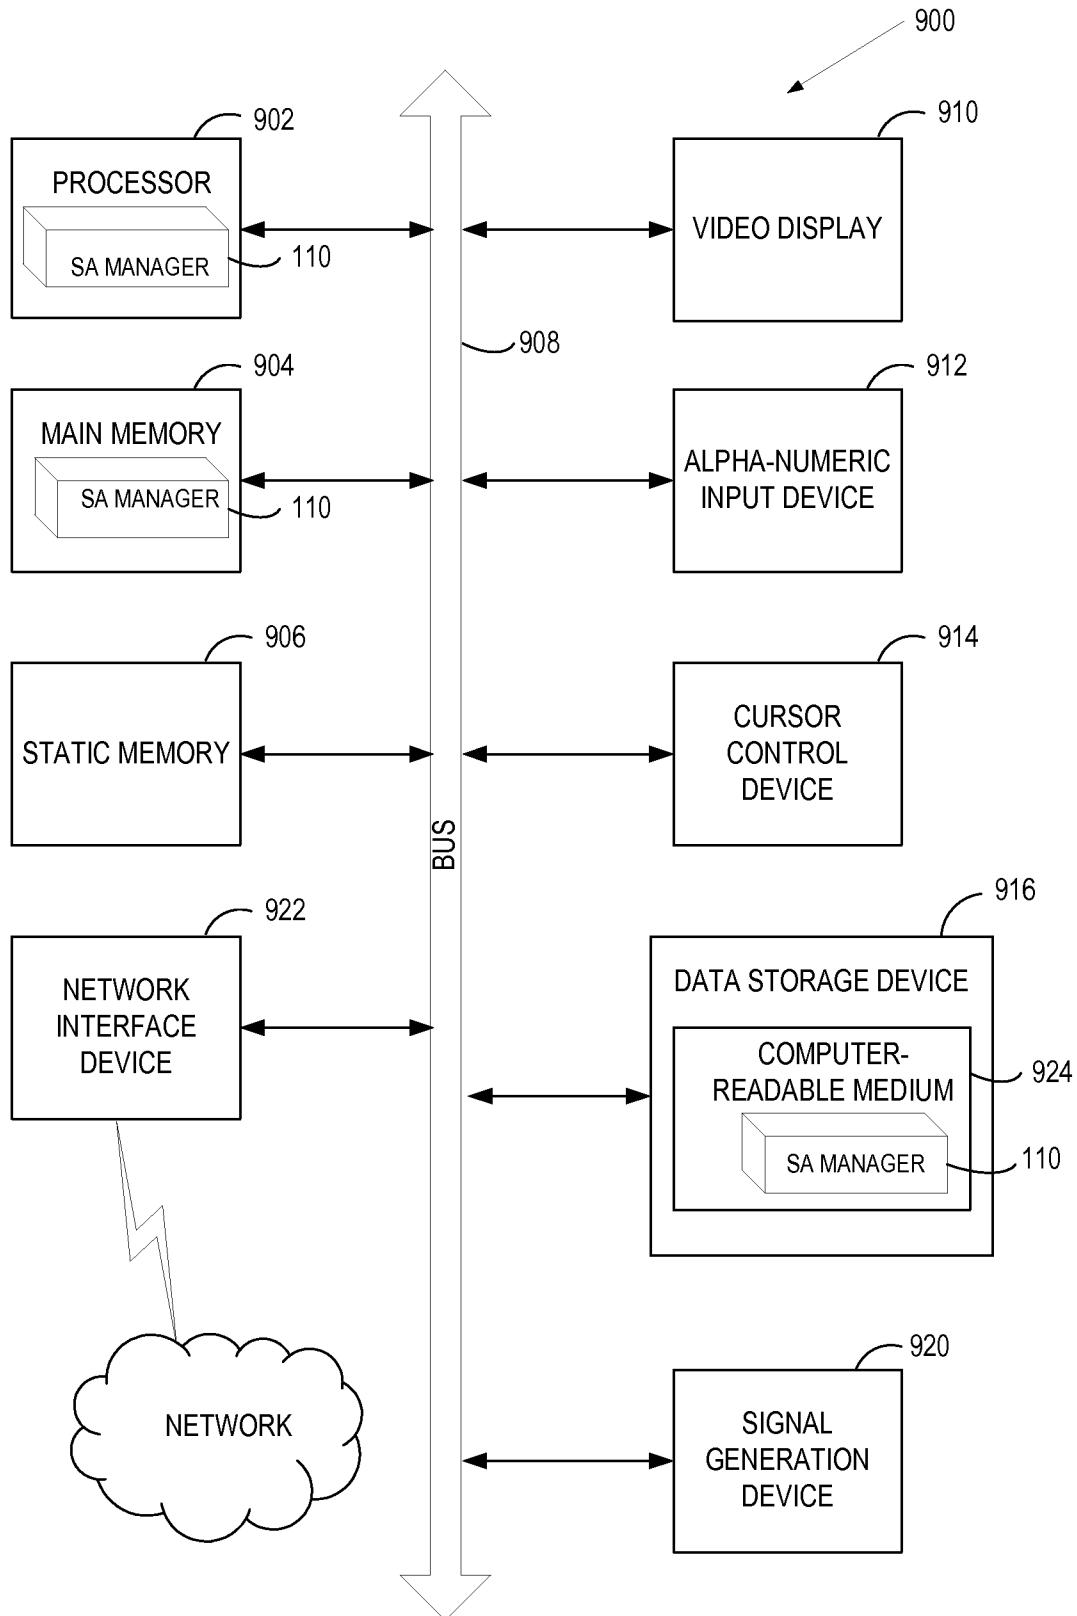 900
902
PROCESSOR
SA MANAGER
110
910
VIDEO DISPLAY
908
904
MAIN MEMORY
SA MANAGER
110
912
ALPHA-NUMERIC
INPUT DEVICE
906
STATIC MEMORY
914
CURSOR
CONTROL
DEVICE
BUS
922
NETWORK
INTERFACE
DEVICE
916
DATA STORAGE DEVICE
COMPUTER-
READABLE MEDIUM
924
SA MANAGER
110
NETWORK
920
SIGNAL
GENERATION
DEVICE